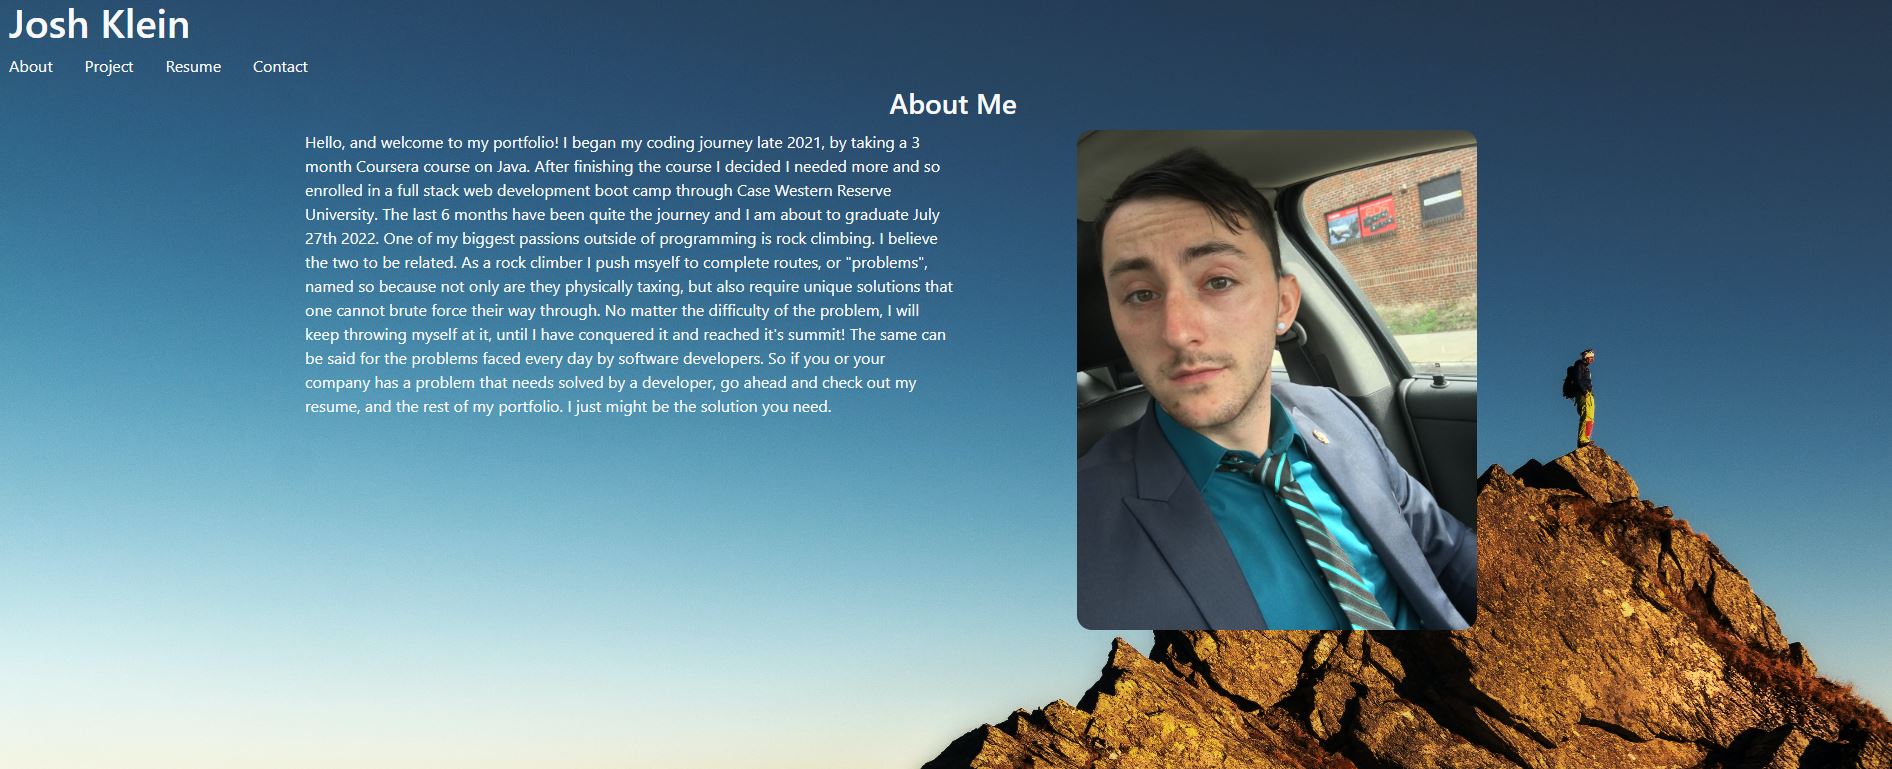 Josh Klein
About Project Resume Contact
About Me
Hello, and welcome to my portfolio! I began my coding journey late 2021, by taking a 3
month Coursera course on Java. After finishing the course I decided I needed more and so
enrolled in a full stack web development boot camp through Case Western Reserve
University. The last 6 months have been quite the journey and I am about to graduate July
27th 2022. One of my biggest passions outside of programming is rock climbing. I believe
the two to be related. As a rock climber I push msyelf to complete routes, or "problems",
named so because not only are they physically taxing, but also require unique solutions that
one cannot brute force their way through. No matter the difficulty of the problem, I will
keep throwing myself at it, until I have conquered it and reached it's summit! The same can
be said for the problems faced every day by software developers. So if you or your
company has a problem that needs solved by a developer, go ahead and check out my
resume, and the rest of my portfolio. I just might be the solution you need.